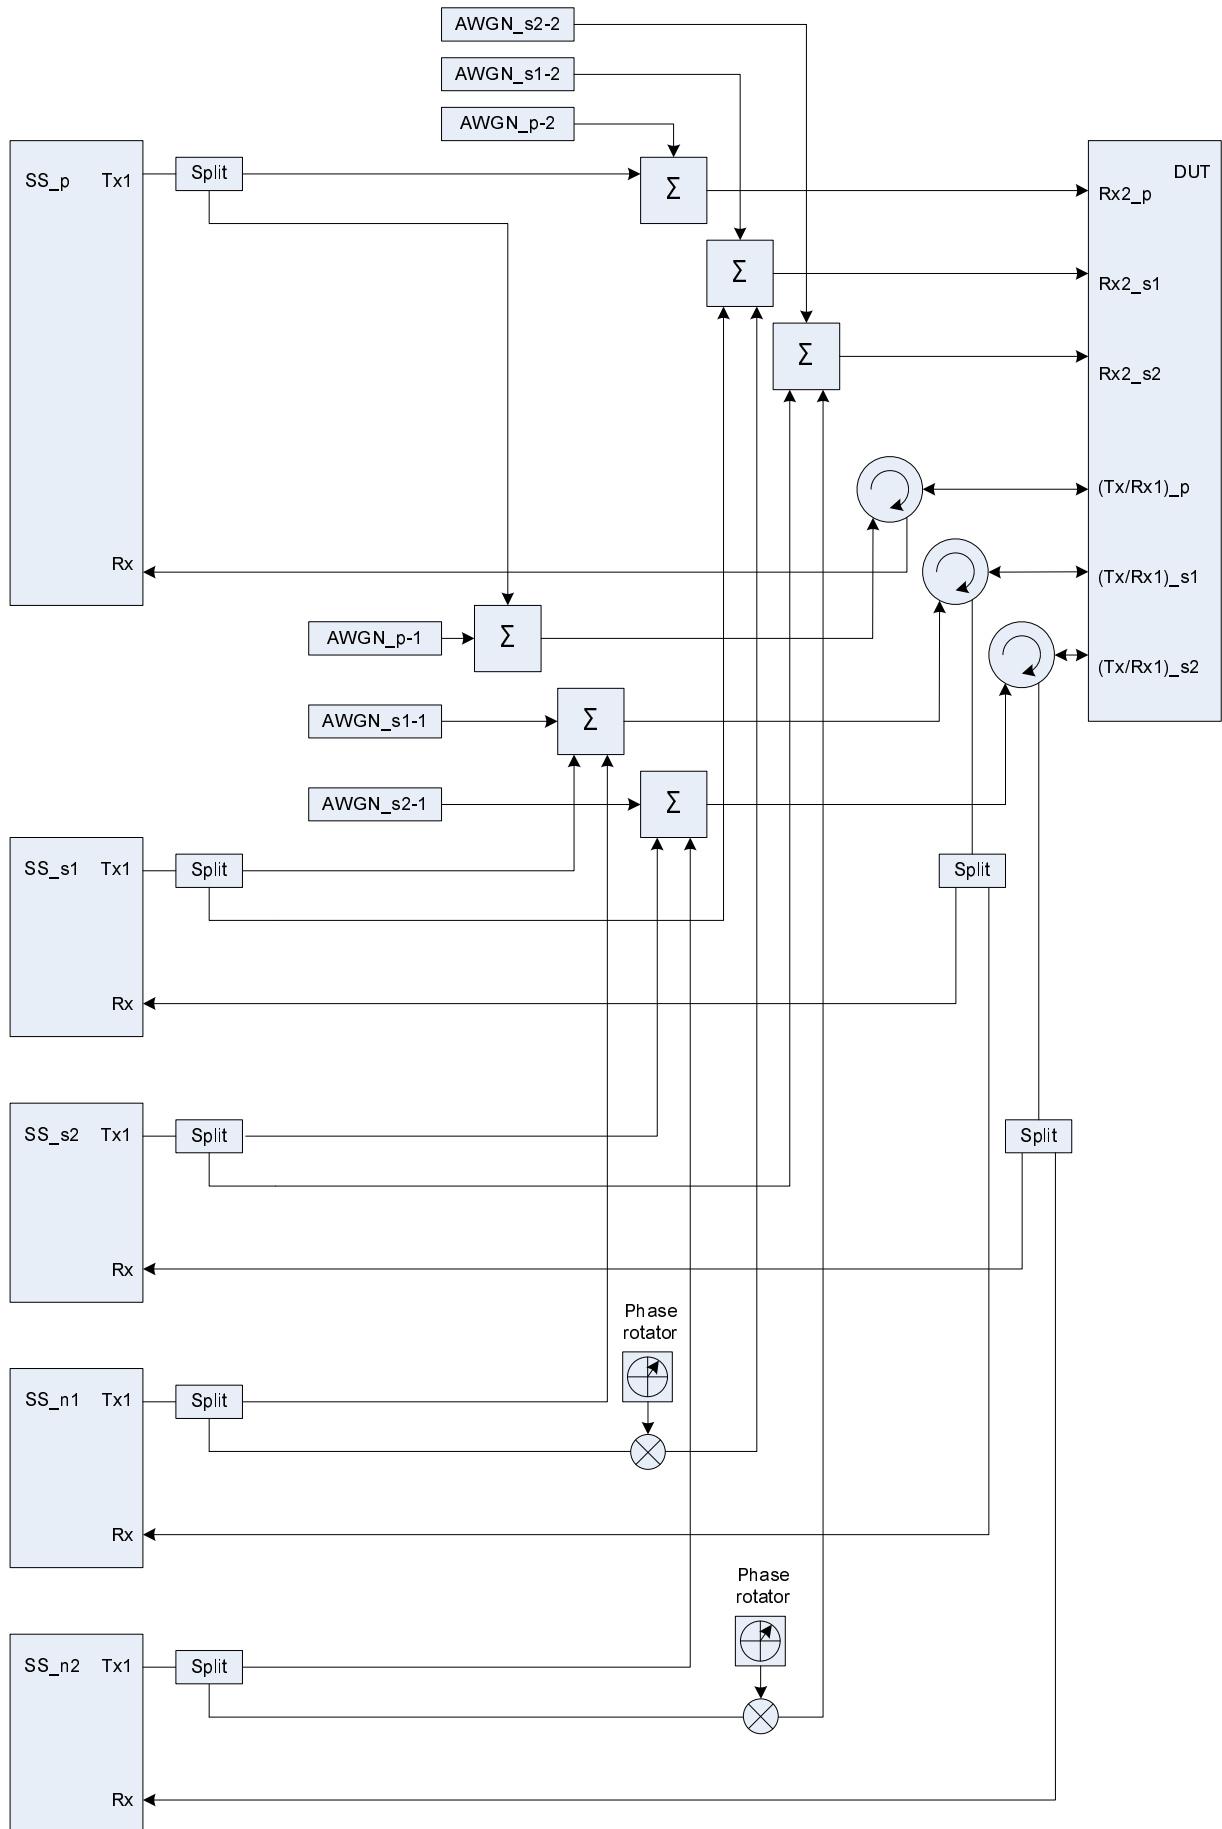 AWGN_s2-2
AWGN_s1-2
AWGN_p-2
SS_p Tx1
Split
Σ
DUT
Rx2_p
Σ
Rx2_s1
Σ
Rx2_s2
(Tx/Rx1)_p
Rx
(Tx/Rx1)_s1
AWGN_p-1
Σ
(Tx/Rx1)_s2
AWGN_s1-1
Σ
AWGN_s2-1
Σ
SS_s1 Tx1
Split
Split
Rx
SS_s2 Tx1
Split
Split
Rx
Phase
rotator
SS_n1 Tx1
Split
Rx
Phase
rotator
SS_n2 Tx1
Split
Rx